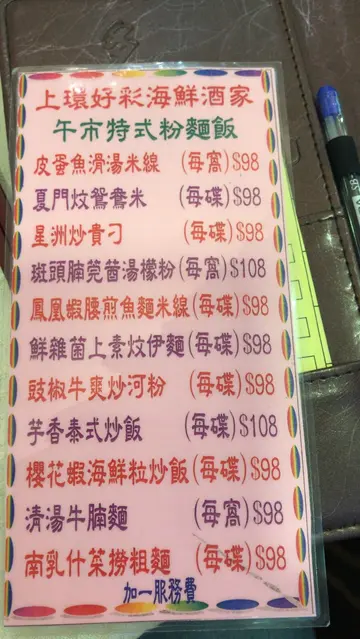 上環好彩海鮮酒家
午市特式粉麵飯
皮蛋魚滑湯米線 (每窩)$98
夏門炆鴛鴦米 (每碟)$98
星洲炒貴刁 (每碟)$98
斑頭腩莞茜湯檬粉(每窩)$108
鳳凰蝦腰煎魚麵米線(每碟)$98
鮮雜菌上素炆伊麵(每碟)$98
豉椒牛爽炒河粉 (每碟)$98
芋香泰式炒飯 (每碟)$108
櫻花蝦海鮮粒炒飯(每碟)$98
清湯牛腩麵 (每窩)$98
南乳什菜撈粗麵 (每碟)$98
加一服務費